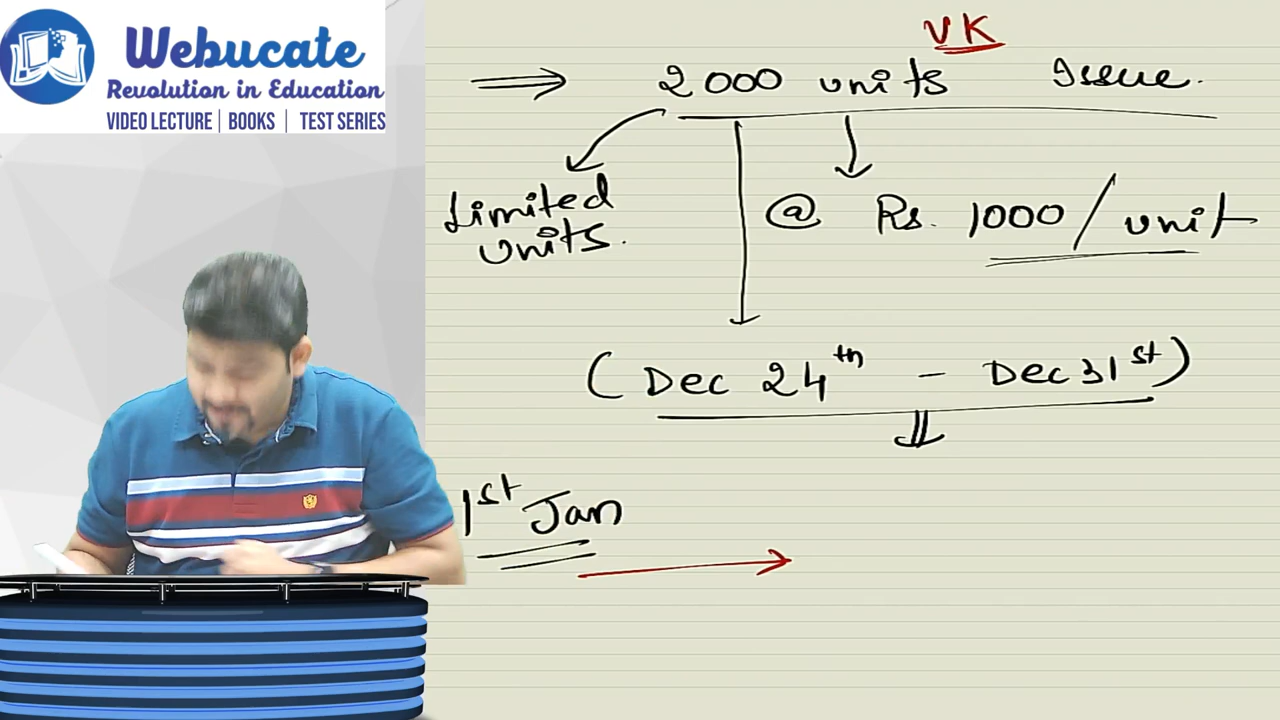 Webucate
Revolution in Education
VIDEO LECTURE | BOOKS | TEST SERIES
VK
2000 units Issue.
Limited
units.
@ Rs. 1000 / unit
(Dec 24th - Dec 31st)
1st Jan